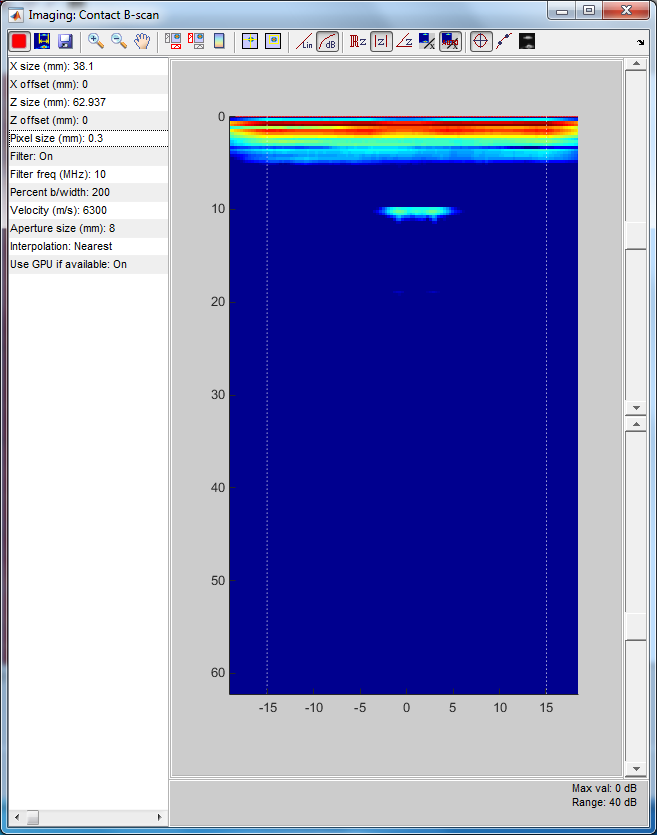 Imaging: Contact B-scan
Lin dB Rz |z| ∠z
X size (mm): 38.1
X offset (mm): 0
Z size (mm): 62.937
Z offset (mm): 0
Pixel size (mm): 0.3
Filter: On
Filter freq (MHz): 10
Percent b/width: 200
Velocity (m/s): 6300
Aperture size (mm): 8
Interpolation: Nearest
Use GPU if available: On
0
10
20
30
40
50
60
-15 -10 -5 0 5 10 15
Max val: 0 dB
Range: 40 dB